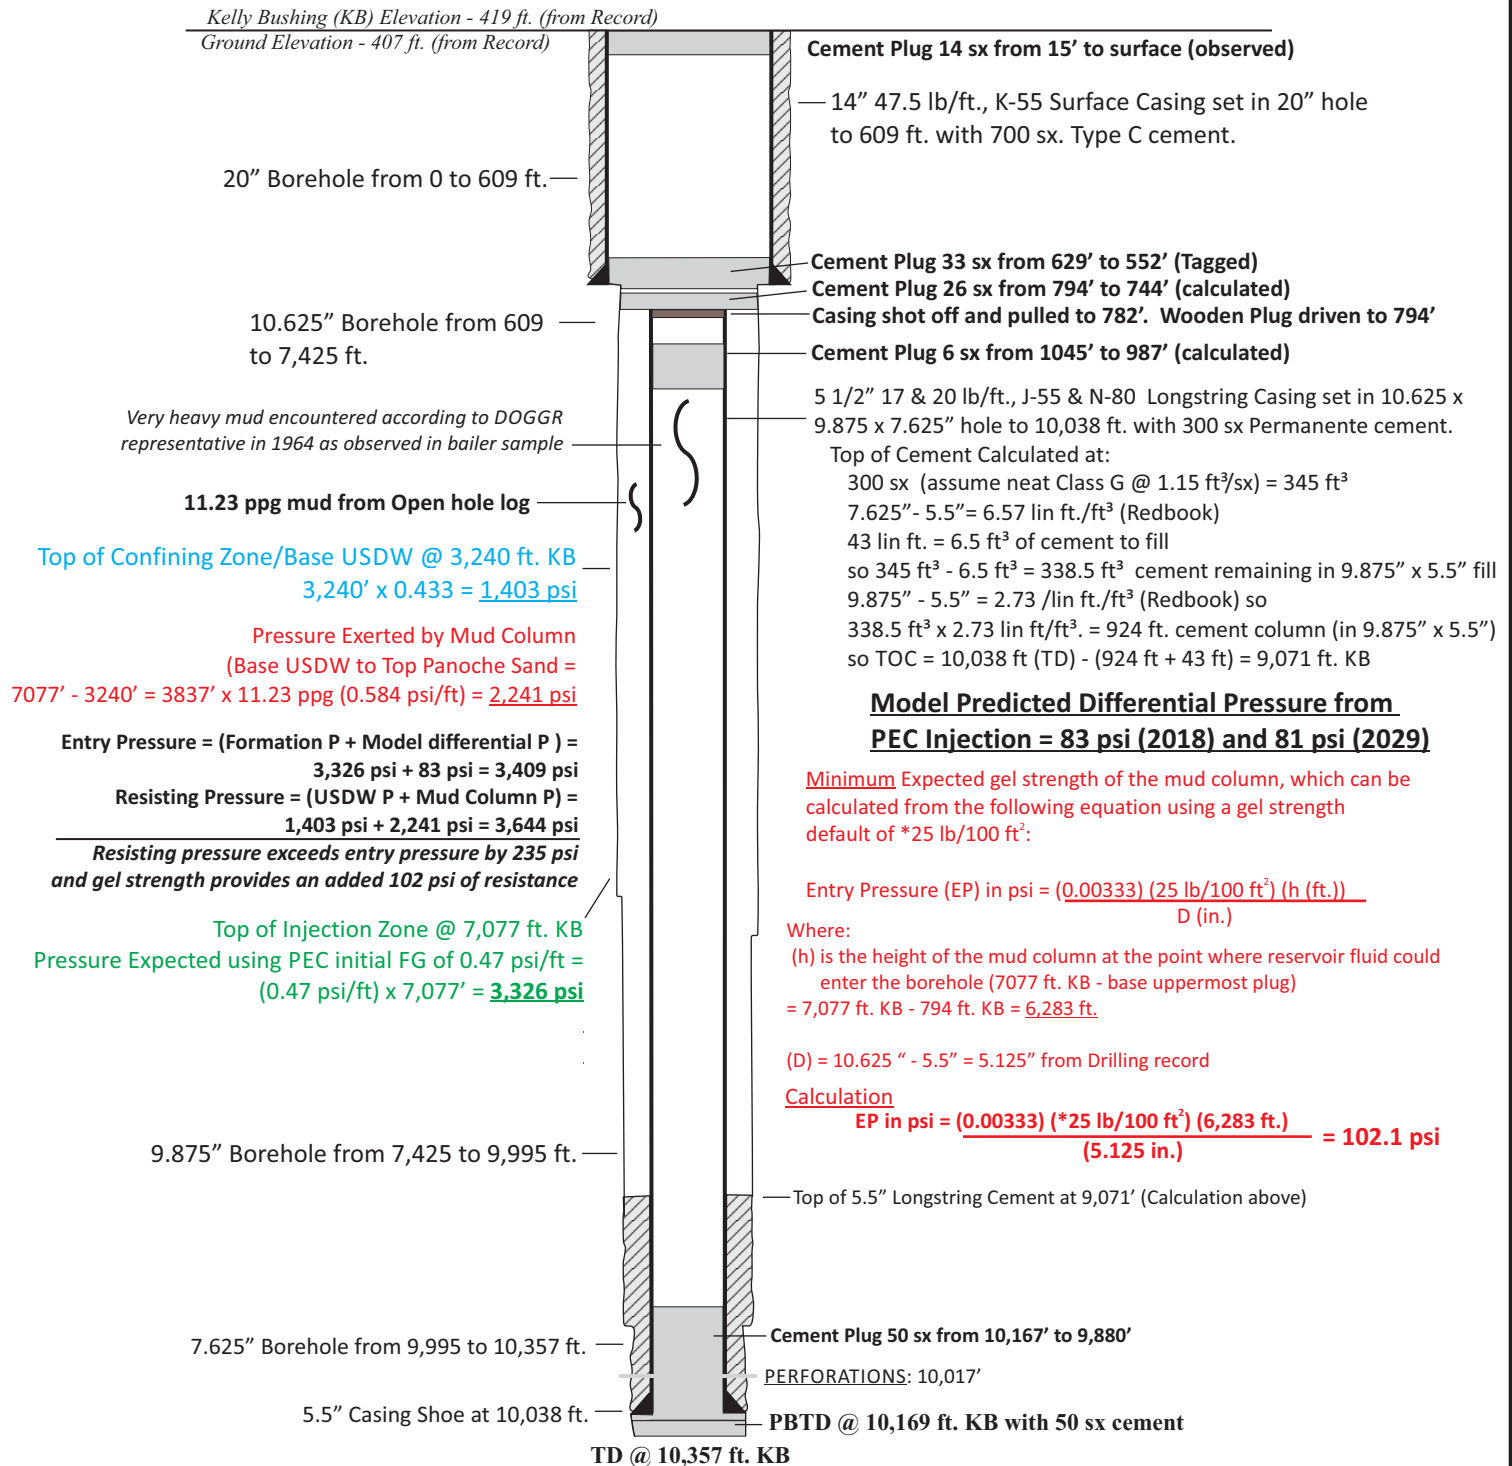 Kelly Bushing (KB) Elevation - 419 ft. (from Record)
Ground Elevation - 407 ft. (from Record)
Cement Plug 14 sx from 15’ to surface (observed)
14” 47.5 lb/ft., K-55 Surface Casing set in 20” hole
to 609 ft. with 700 sx. Type C cement.
20” Borehole from 0 to 609 ft.
Cement Plug 33 sx from 629’ to 552’ (Tagged)
Cement Plug 26 sx from 794’ to 744’ (calculated)
Casing shot off and pulled to 782’. Wooden Plug driven to 794’
10.625” Borehole from 609
to 7,425 ft.
Cement Plug 6 sx from 1045’ to 987’ (calculated)
5 1/2” 17 & 20 lb/ft., J-55 & N-80 Longstring Casing set in 10.625 x
9.875 x 7.625” hole to 10,038 ft. with 300 sx Permanente cement.
Top of Cement Calculated at:
300 sx (assume neat Class G @ 1.15 ft³/sx) = 345 ft³
7.625”- 5.5”= 6.57 lin ft./ft³ (Redbook)
43 lin ft. = 6.5 ft³ of cement to fill
so 345 ft³ - 6.5 ft³ = 338.5 ft³ cement remaining in 9.875” x 5.5” fill
9.875” - 5.5” = 2.73 /lin ft./ft³ (Redbook) so
338.5 ft³ x 2.73 lin ft/ft³. = 924 ft. cement column (in 9.875” x 5.5”)
so TOC = 10,038 ft (TD) - (924 ft + 43 ft) = 9,071 ft. KB
Very heavy mud encountered according to DOGGR
representative in 1964 as observed in bailer sample
11.23 ppg mud from Open hole log
Top of Confining Zone/Base USDW @ 3,240 ft. KB
3,240’ x 0.433 = 1,403 psi
Pressure Exerted by Mud Column
(Base USDW to Top Panoche Sand =
7077’ - 3240’ = 3837’ x 11.23 ppg (0.584 psi/ft) = 2,241 psi
Entry Pressure = (Formation P + Model differential P ) =
3,326 psi + 83 psi = 3,409 psi
Resisting Pressure = (USDW P + Mud Column P) =
1,403 psi + 2,241 psi = 3,644 psi
Resisting pressure exceeds entry pressure by 235 psi
and gel strength provides an added 102 psi of resistance
Top of Injection Zone @ 7,077 ft. KB
Pressure Expected using PEC initial FG of 0.47 psi/ft =
(0.47 psi/ft) x 7,077’ = 3,326 psi
Model Predicted Differential Pressure from
PEC Injection = 83 psi (2018) and 81 psi (2029)
Minimum Expected gel strength of the mud column, which can be
calculated from the following equation using a gel strength
default of *25 lb/100 ft²:
Entry Pressure (EP) in psi = (0.00333) (25 lb/100 ft²) (h (ft.))
D (in.)
Where:
(h) is the height of the mud column at the point where reservoir fluid could
enter the borehole (7077 ft. KB - base uppermost plug)
= 7,077 ft. KB - 794 ft. KB = 6,283 ft.
(D) = 10.625 “ - 5.5” = 5.125” from Drilling record
Calculation
EP in psi = (0.00333) (*25 lb/100 ft²) (6,283 ft.)
(5.125 in.)
= 102.1 psi
9.875” Borehole from 7,425 to 9,995 ft.
Top of 5.5” Longstring Cement at 9,071’ (Calculation above)
7.625” Borehole from 9,995 to 10,357 ft.
Cement Plug 50 sx from 10,167’ to 9,880’
PERFORATIONS: 10,017’
5.5” Casing Shoe at 10,038 ft.
PBTD @ 10,169 ft. KB with 50 sx cement
TD @ 10,357 ft. KB